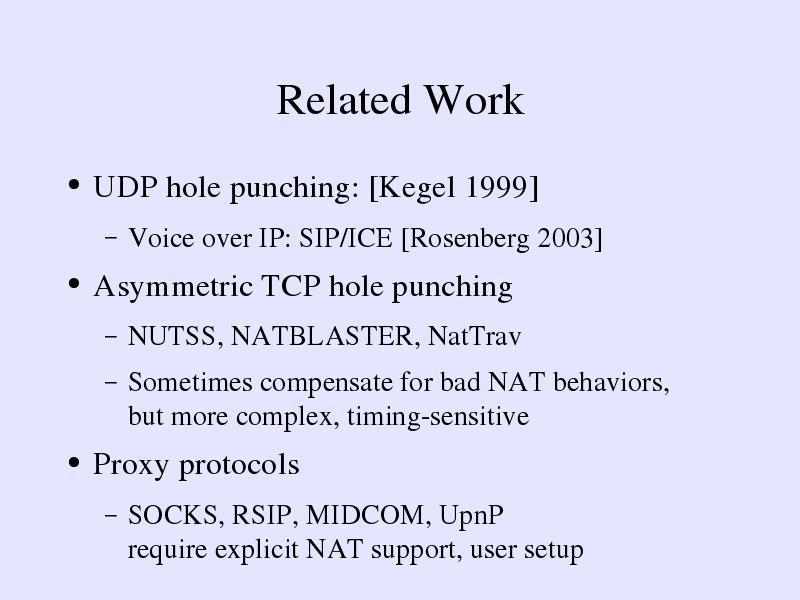 Related Work
• UDP hole punching: [Kegel 1999]
– Voice over IP: SIP/ICE [Rosenberg 2003]
• Asymmetric TCP hole punching
– NUTSS, NATBLASTER, NatTrav
– Sometimes compensate for bad NAT behaviors,
but more complex, timing-sensitive
• Proxy protocols
– SOCKS, RSIP, MIDCOM, UpnP
require explicit NAT support, user setup